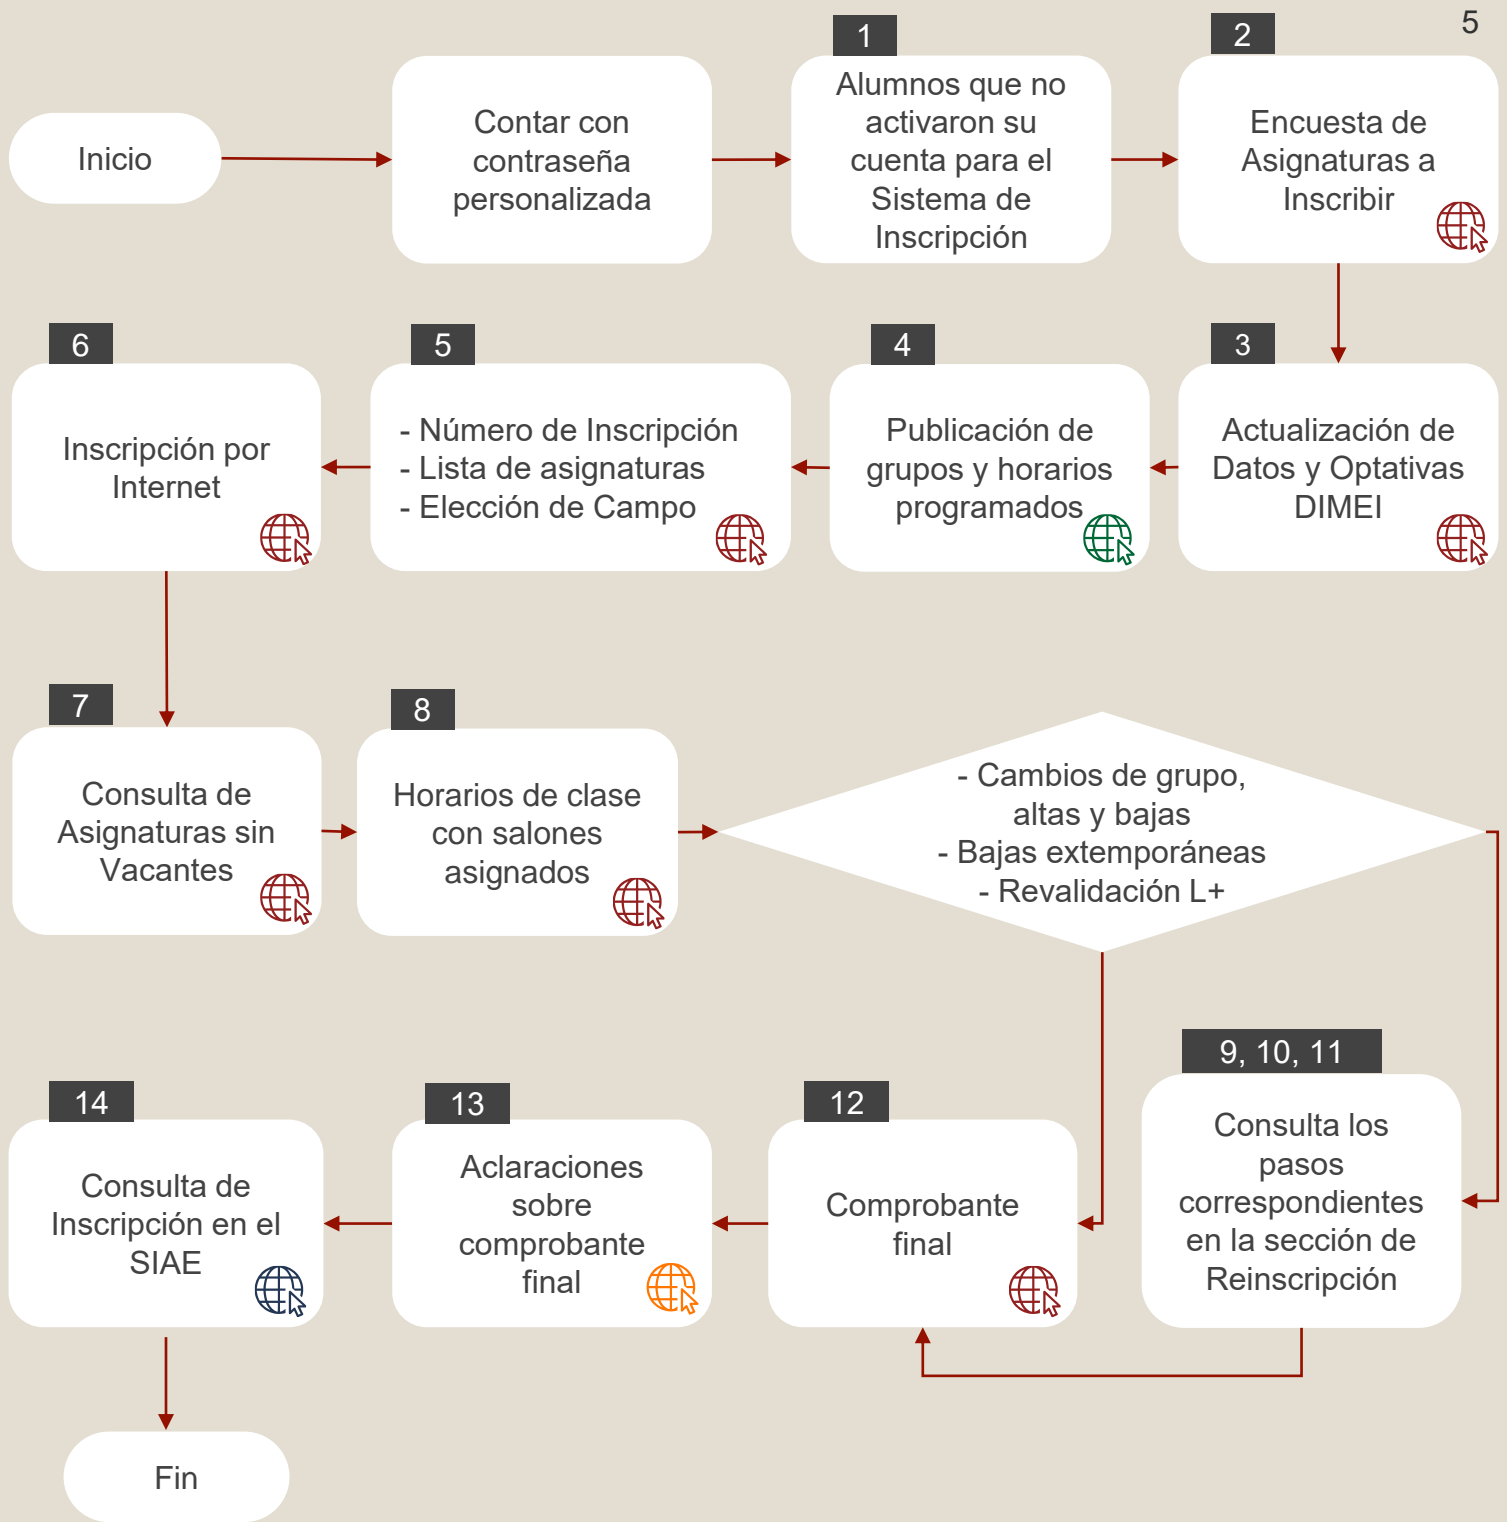 5
Inicio
Contar con
contraseña
personalizada
1
Alumnos que no
activaron su
cuenta para el
Sistema de
Inscripción
2
Encuesta de
Asignaturas a
Inscribir
3
Actualización de
Datos y Optativas
DIMEI
4
Publicación de
grupos y horarios
programados
5
- Número de Inscripción
- Lista de asignaturas
- Elección de Campo
6
Inscripción por
Internet
7
Consulta de
Asignaturas sin
Vacantes
8
Horarios de clase
con salones
asignados
- Cambios de grupo,
altas y bajas
- Bajas extemporáneas
- Revalidación L+
9, 10, 11
Consulta los
pasos
correspondientes
en la sección de
Reinscripción
12
Comprobante
final
13
Aclaraciones
sobre
comprobante
final
14
Consulta de
Inscripción en el
SIAE
Fin